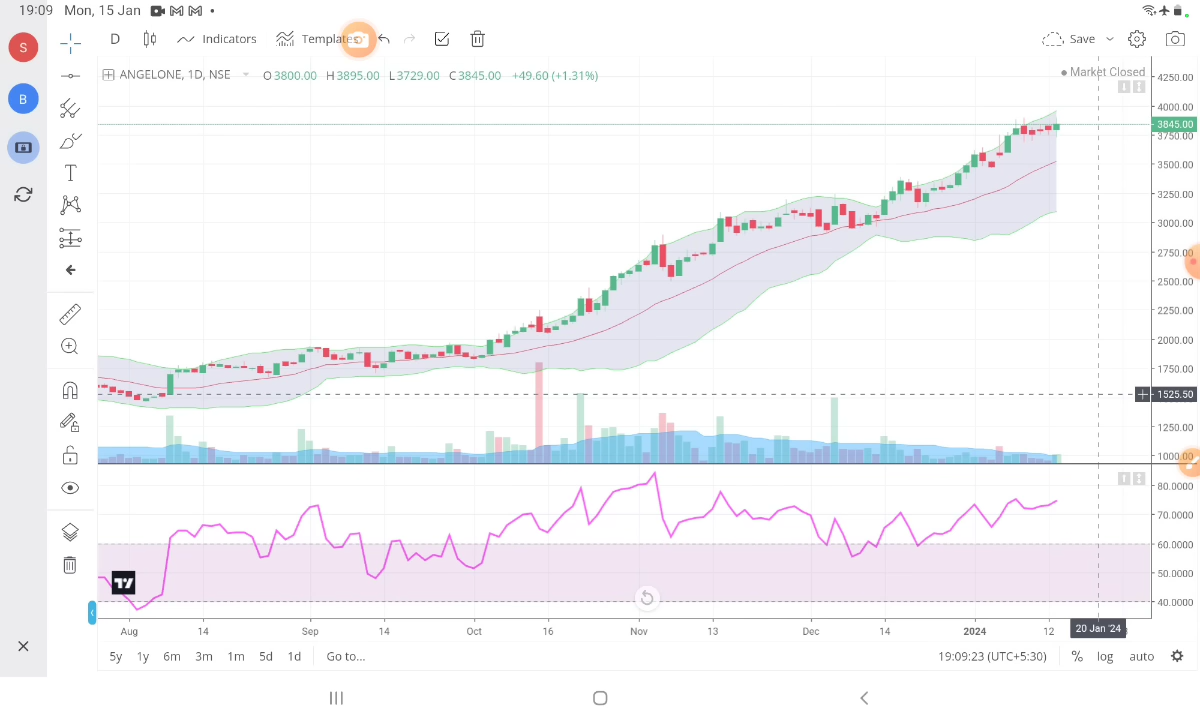 19:09 Mon, 15 Jan
S
D Indicators Templates Save
B
ANGELONE, 1D, NSE O3800.00 H3895.00 L3729.00 C3845.00 +49.60 (+1.31%)
Market Closed
4250.00
4000.00
3845.00
3750.00
3500.00
3250.00
3000.00
2750.00
2500.00
2250.00
2000.00
1750.00
1525.50
1250.00
1000.00
80.0000
70.0000
60.0000
50.0000
40.0000
Aug 14 Sep 14 Oct 16 Nov 13 Dec 14 2024 12 20 Jan '24
5y 1y 6m 3m 1m 5d 1d Go to... 19:09:23 (UTC+5:30) % log auto